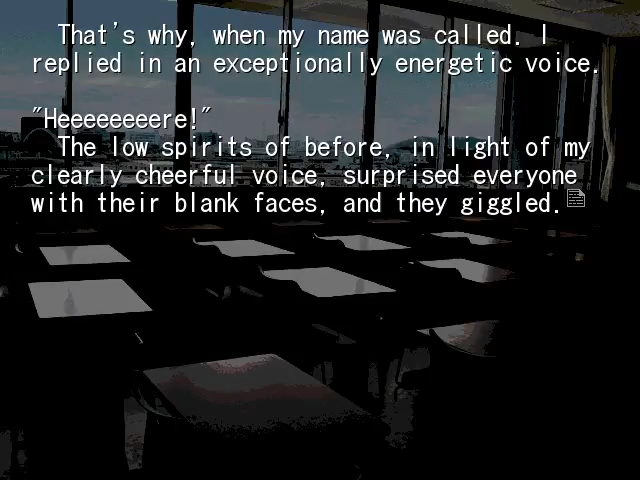 That's why, when my name was called. I
replied in an exceptionally energetic voice.
"Heeeeeeeere!"
The low spirits of before, in light of my
clearly cheerful voice, surprised everyone
with their blank faces, and they giggled.